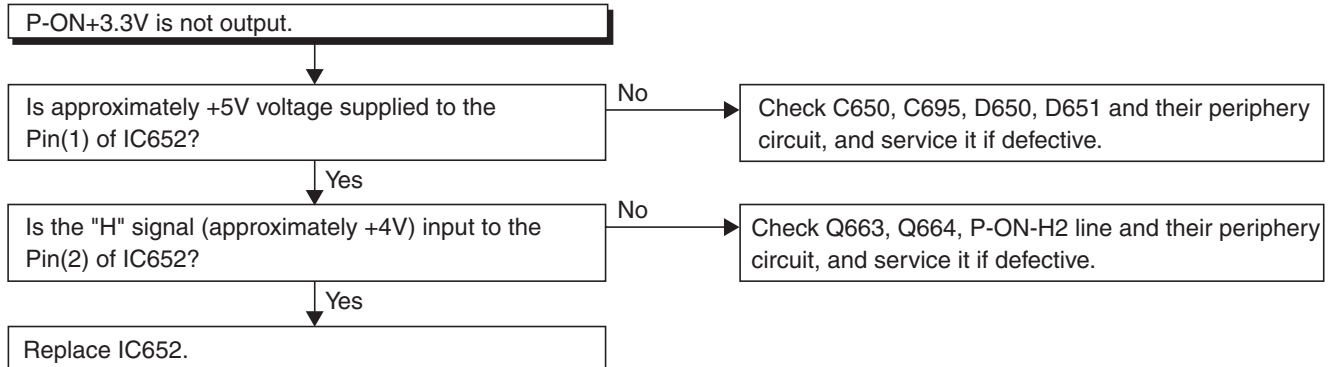 P-ON+3.3V is not output.
Is approximately +5V voltage supplied to the
Pin(1) of IC652?
No
Check C650, C695, D650, D651 and their periphery
circuit, and service it if defective.
Yes
Is the "H" signal (approximately +4V) input to the
Pin(2) of IC652?
No
Check Q663, Q664, P-ON-H2 line and their periphery
circuit, and service it if defective.
Yes
Replace IC652.